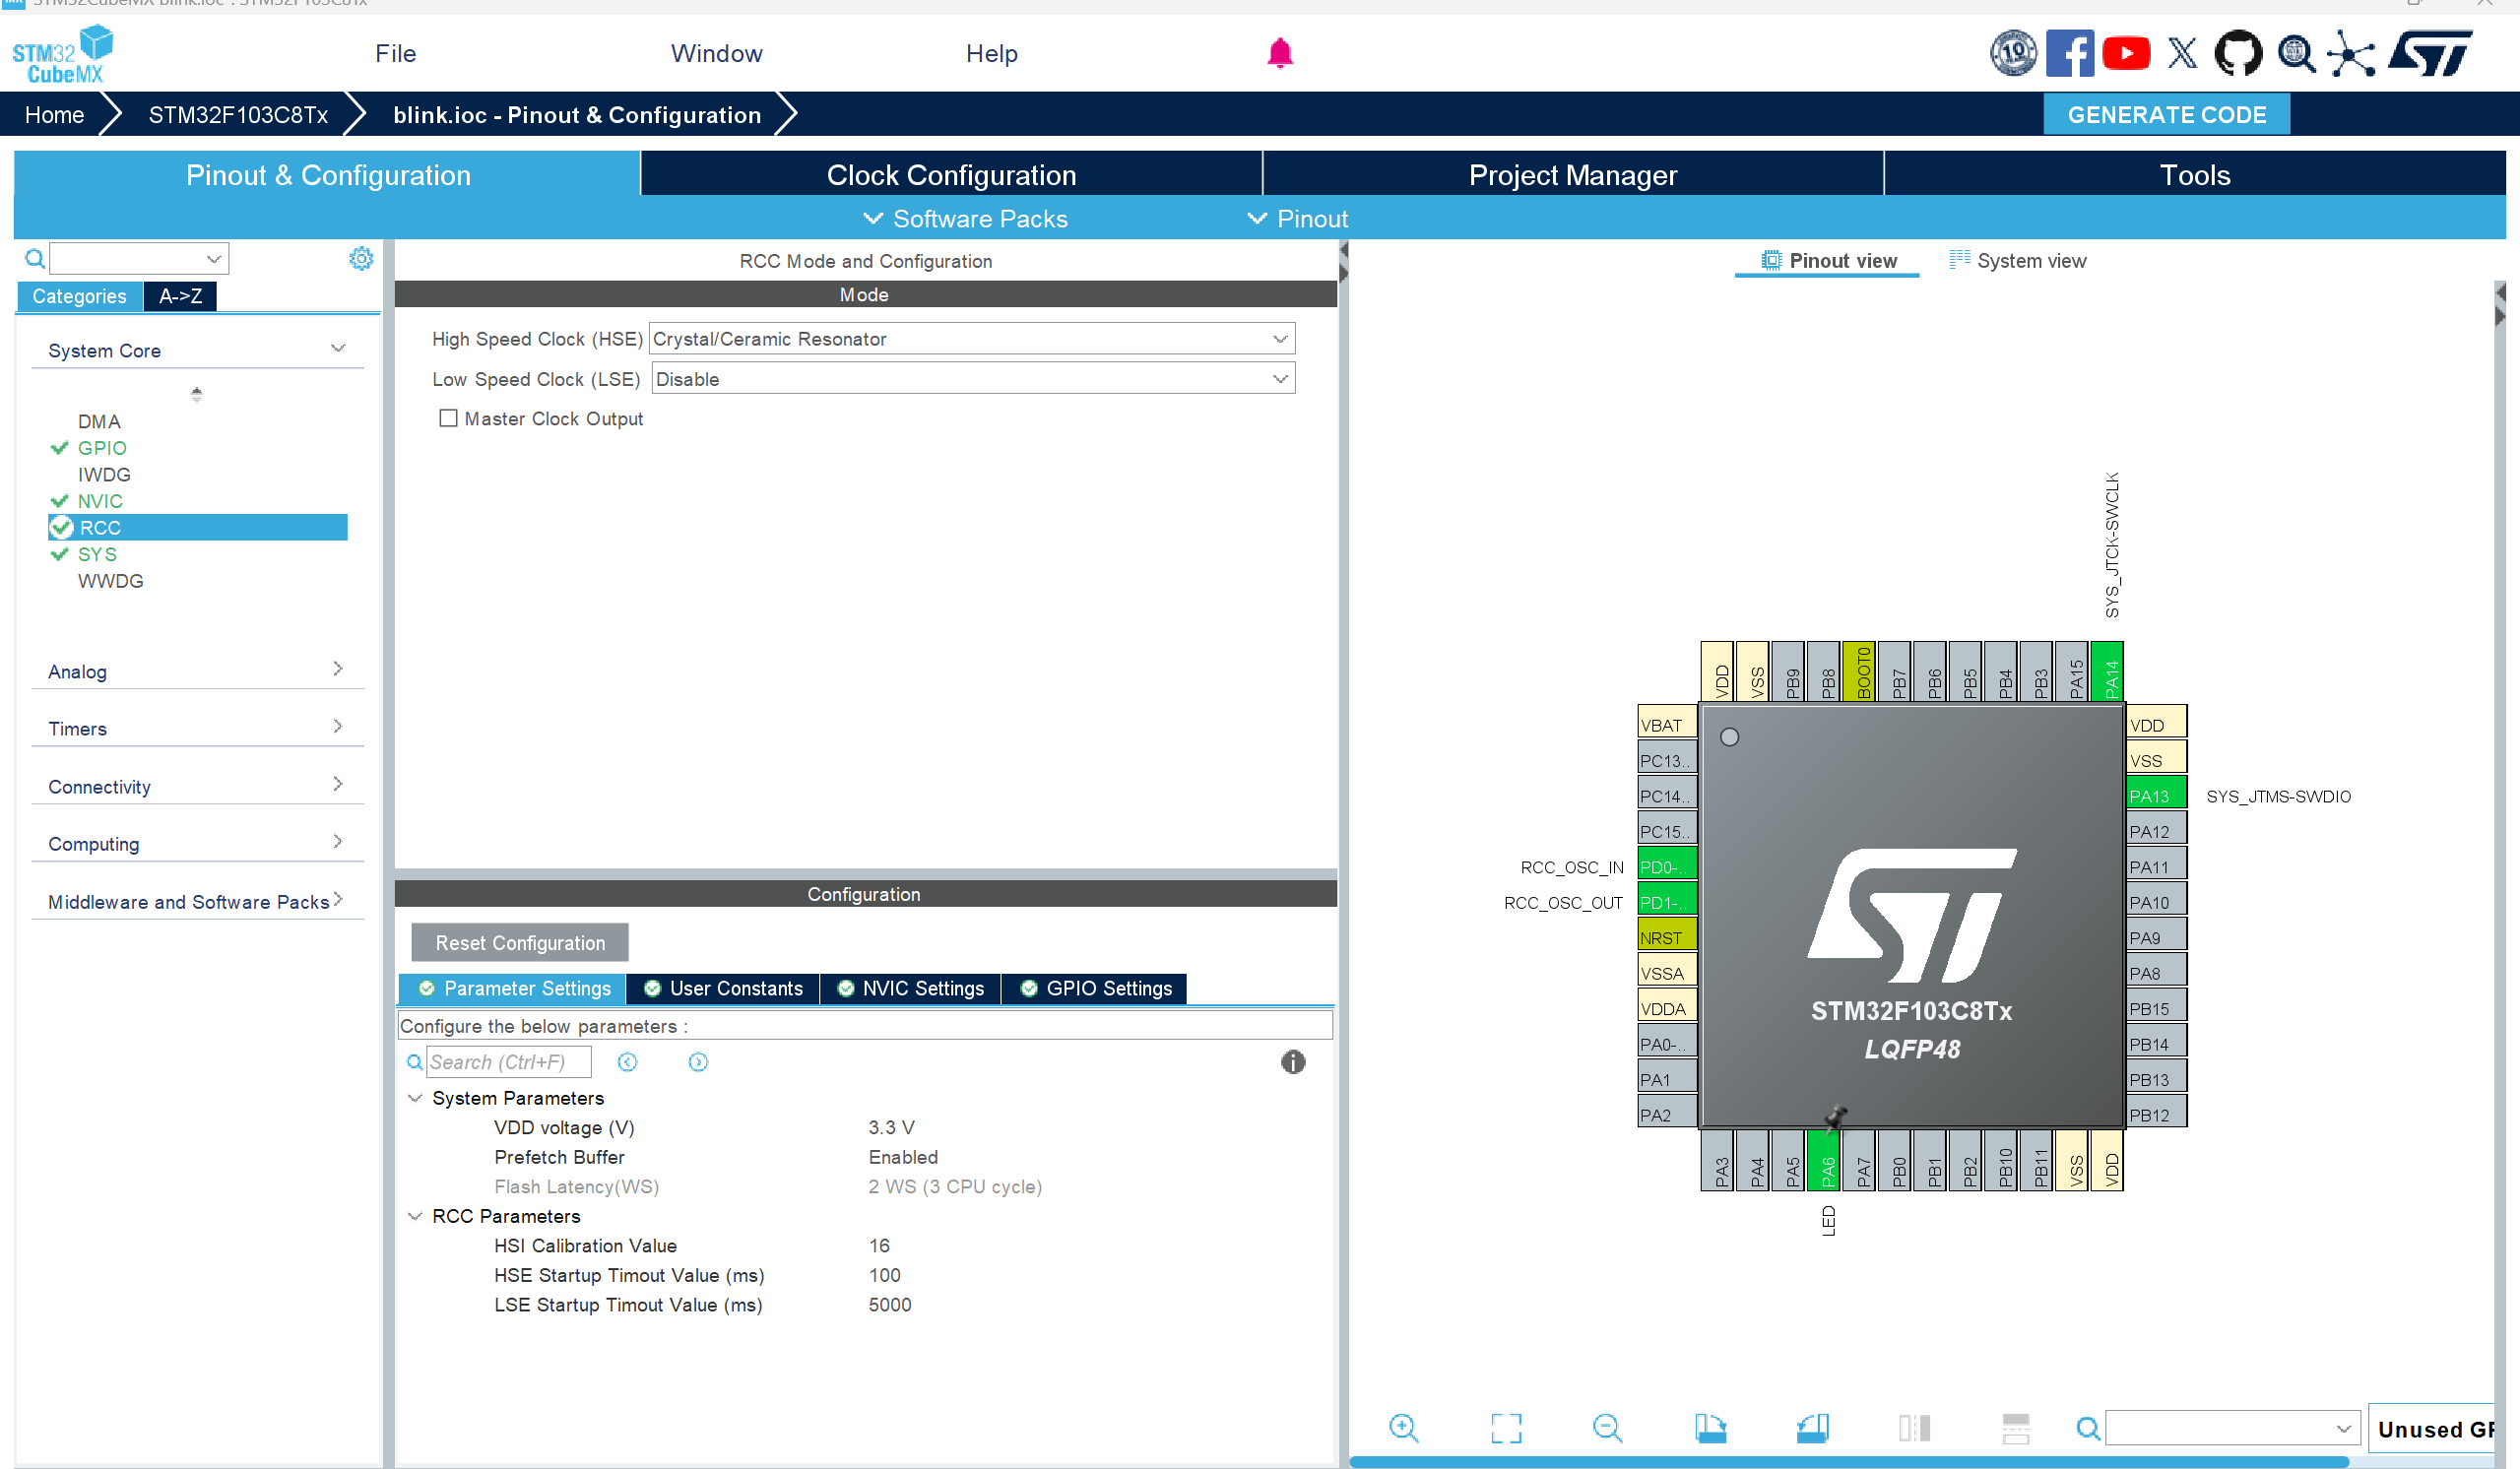 STM32CubeMX blink.ioc*: STM32F103C8Tx
STM32
CubeMX
File
Window
Help
10
ST
Home
STM32F103C8Tx
blink.ioc - Pinout & Configuration
GENERATE CODE
Pinout & Configuration
Clock Configuration
Project Manager
Tools
Software Packs
Pinout
Categories
A->Z
System Core
DMA
GPIO
IWDG
NVIC
RCC
SYS
WWDG
Analog
Timers
Connectivity
Computing
Middleware and Software Packs
RCC Mode and Configuration
Mode
High Speed Clock (HSE) Crystal/Ceramic Resonator
Low Speed Clock (LSE) Disable
Master Clock Output
Configuration
Reset Configuration
Parameter Settings
User Constants
NVIC Settings
GPIO Settings
Configure the below parameters :
Search (Ctrl+F)
System Parameters
VDD voltage (V) 3.3 V
Prefetch Buffer Enabled
Flash Latency(WS) 2 WS (3 CPU cycle)
RCC Parameters
HSI Calibration Value 16
HSE Startup Timout Value (ms) 100
LSE Startup Timout Value (ms) 5000
Pinout view
System view
SYS_JTCK-SWCLK
VDD
VSS
PB9
PB8
BOOT0
PB7
PB6
PB5
PB4
PB3
PA15
PA14
VBAT
PC13..
PC14..
PC15..
RCC_OSC_IN PD0-..
RCC_OSC_OUT PD1-..
NRST
VSSA
VDDA
PA0-..
PA1
PA2
ST
STM32F103C8Tx
LQFP48
VDD
VSS
PA13 SYS_JTMS-SWDIO
PA12
PA11
PA10
PA9
PA8
PB15
PB14
PB13
PB12
PA3
PA4
PA5
PA6
PA7
PB0
PB1
PB2
PB10
PB11
VSS
VDD
LED
Unused GP